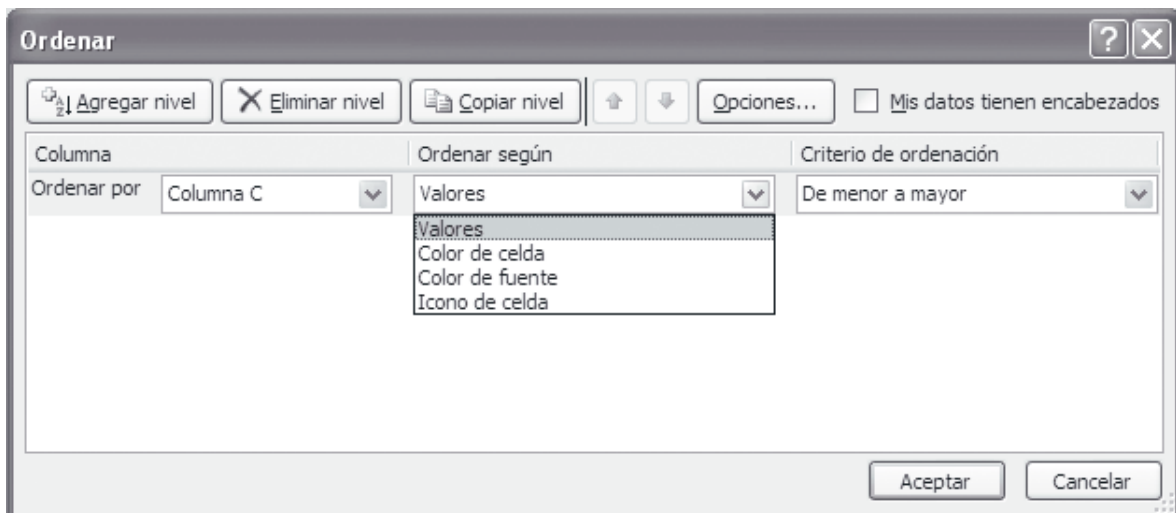 Ordenar
Agregar nivel Eliminar nivel Copiar nivel Opciones... Mis datos tienen encabezados
Columna Ordenar según Criterio de ordenación
Ordenar por Columna C Valores De menor a mayor
Valores
Color de celda
Color de fuente
Icono de celda
Aceptar Cancelar